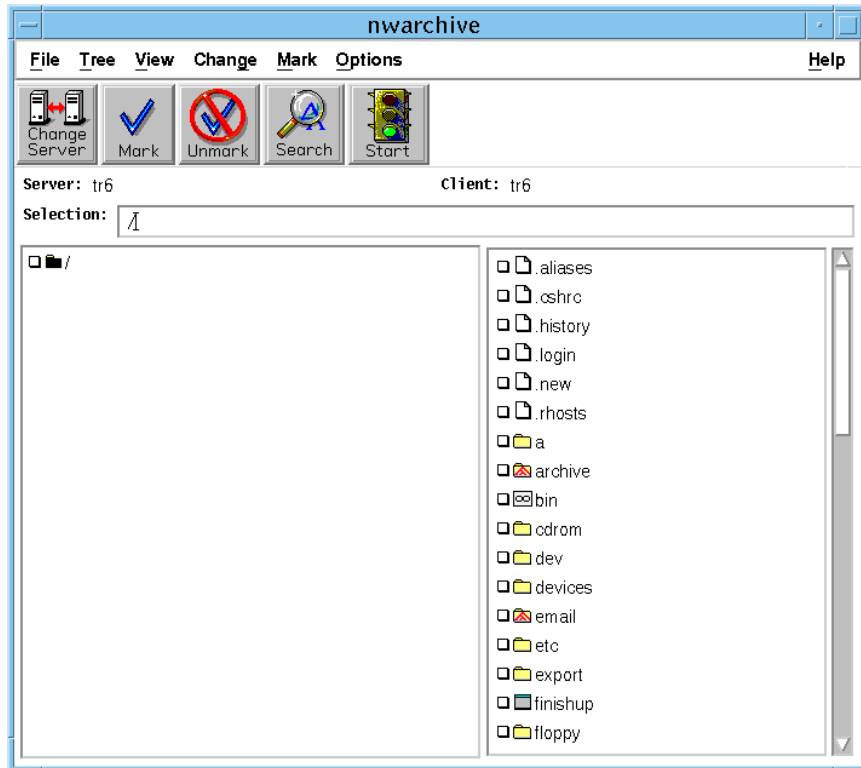 nwarchive
File Tree View Change Mark Options Help
Change Server
Mark
Unmark
Search
Start
Server: tr6 Client: tr6
Selection: /
/
.aliases
.cshrc
.history
.login
.new
.rhosts
a
archive
bin
cdrom
dev
devices
email
etc
export
finishup
floppy